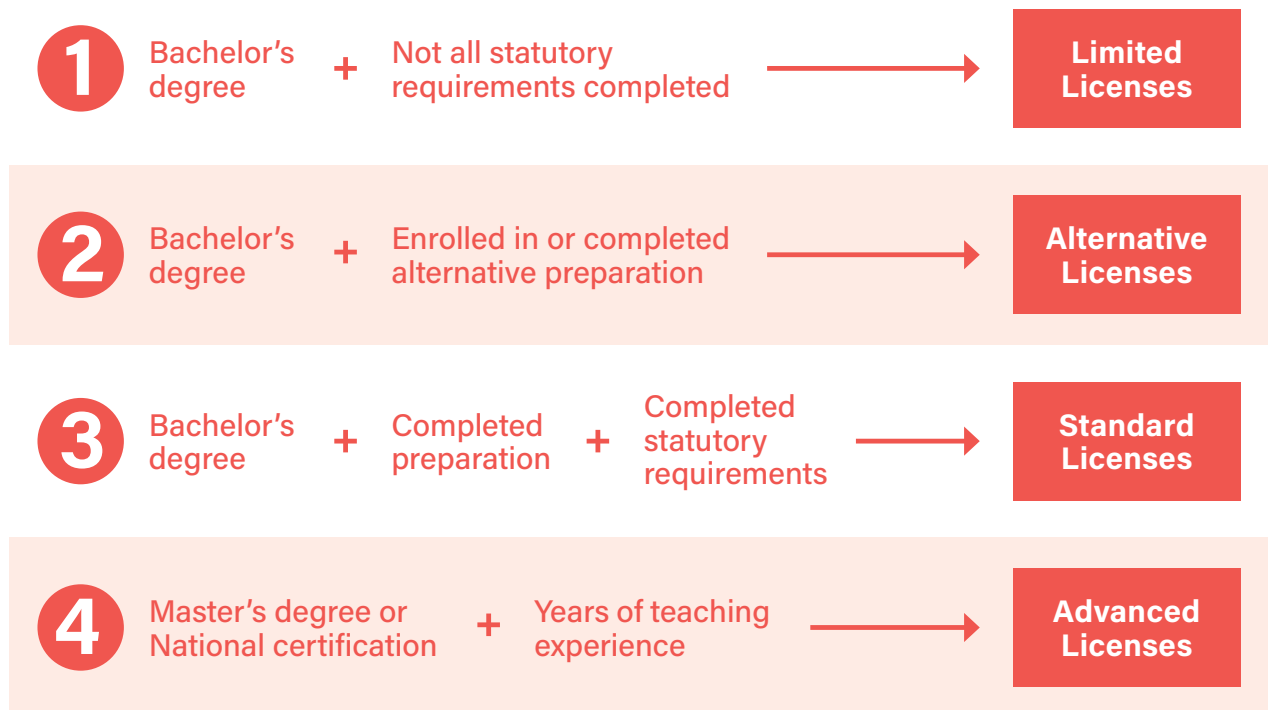 1
Bachelor’s
degree
+
Not all statutory
requirements completed
Limited
Licenses
2
Bachelor’s
degree
+
Enrolled in or completed
alternative preparation
Alternative
Licenses
3
Bachelor’s
degree
+
Completed
preparation
+
Completed
statutory
requirements
Standard
Licenses
4
Master’s degree or
National certification
+
Years of teaching
experience
Advanced
Licenses